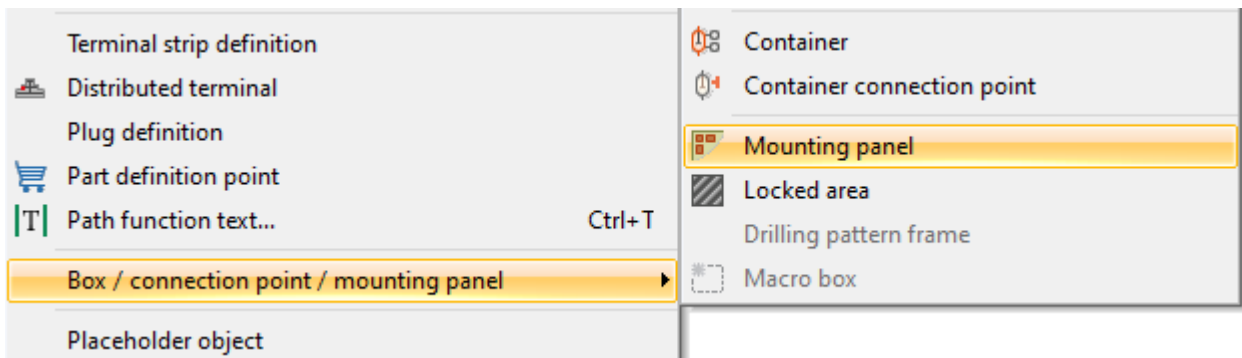 Terminal strip definition
Distributed terminal
Plug definition
Part definition point
T Path function text... Ctrl+T
Box / connection point / mounting panel
Placeholder object
Container
Container connection point
Mounting panel
Locked area
Drilling pattern frame
Macro box